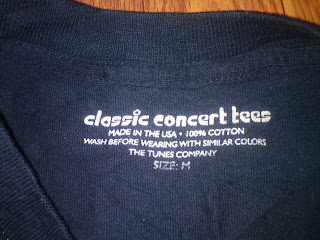 classic concert tees
MADE IN THE USA • 100% COTTON
WASH BEFORE WEARING WITH SIMILAR COLORS
THE TUNES COMPANY
SIZE: M